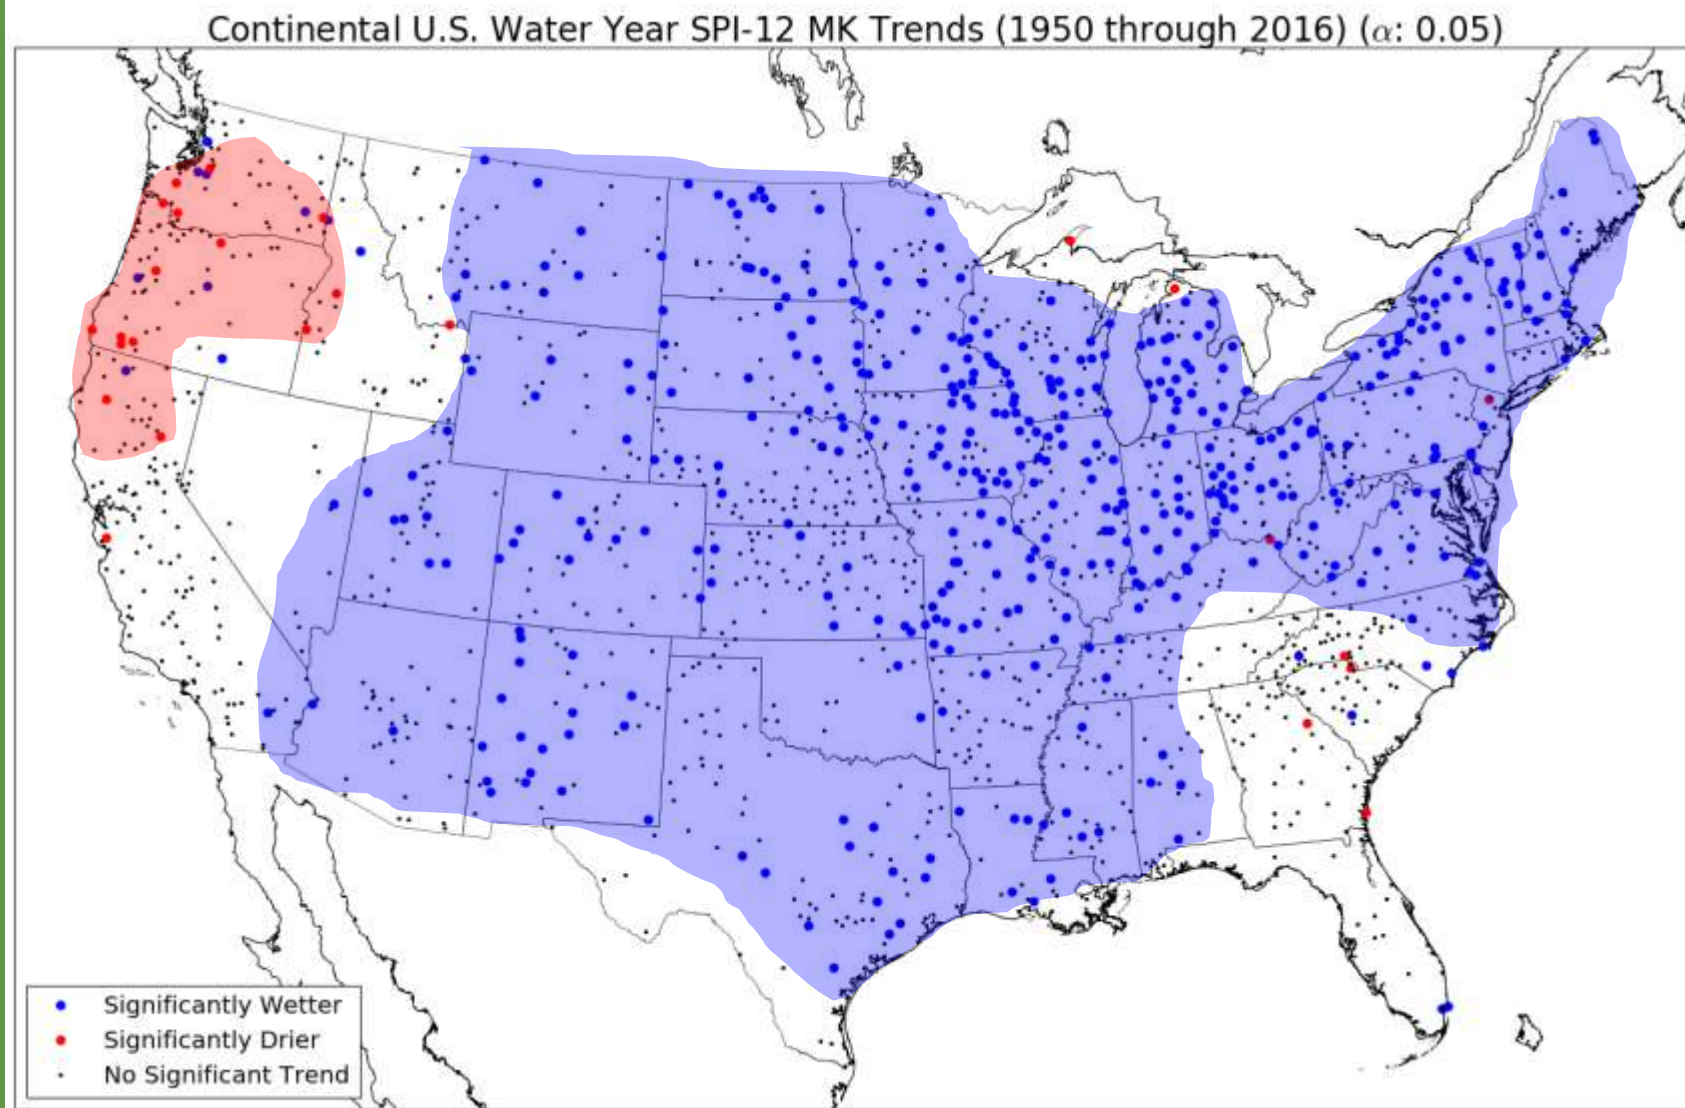 Continental U.S. Water Year SPI-12 MK Trends (1950 through 2016) (α: 0.05)
Significantly Wetter
Significantly Drier
No Significant Trend